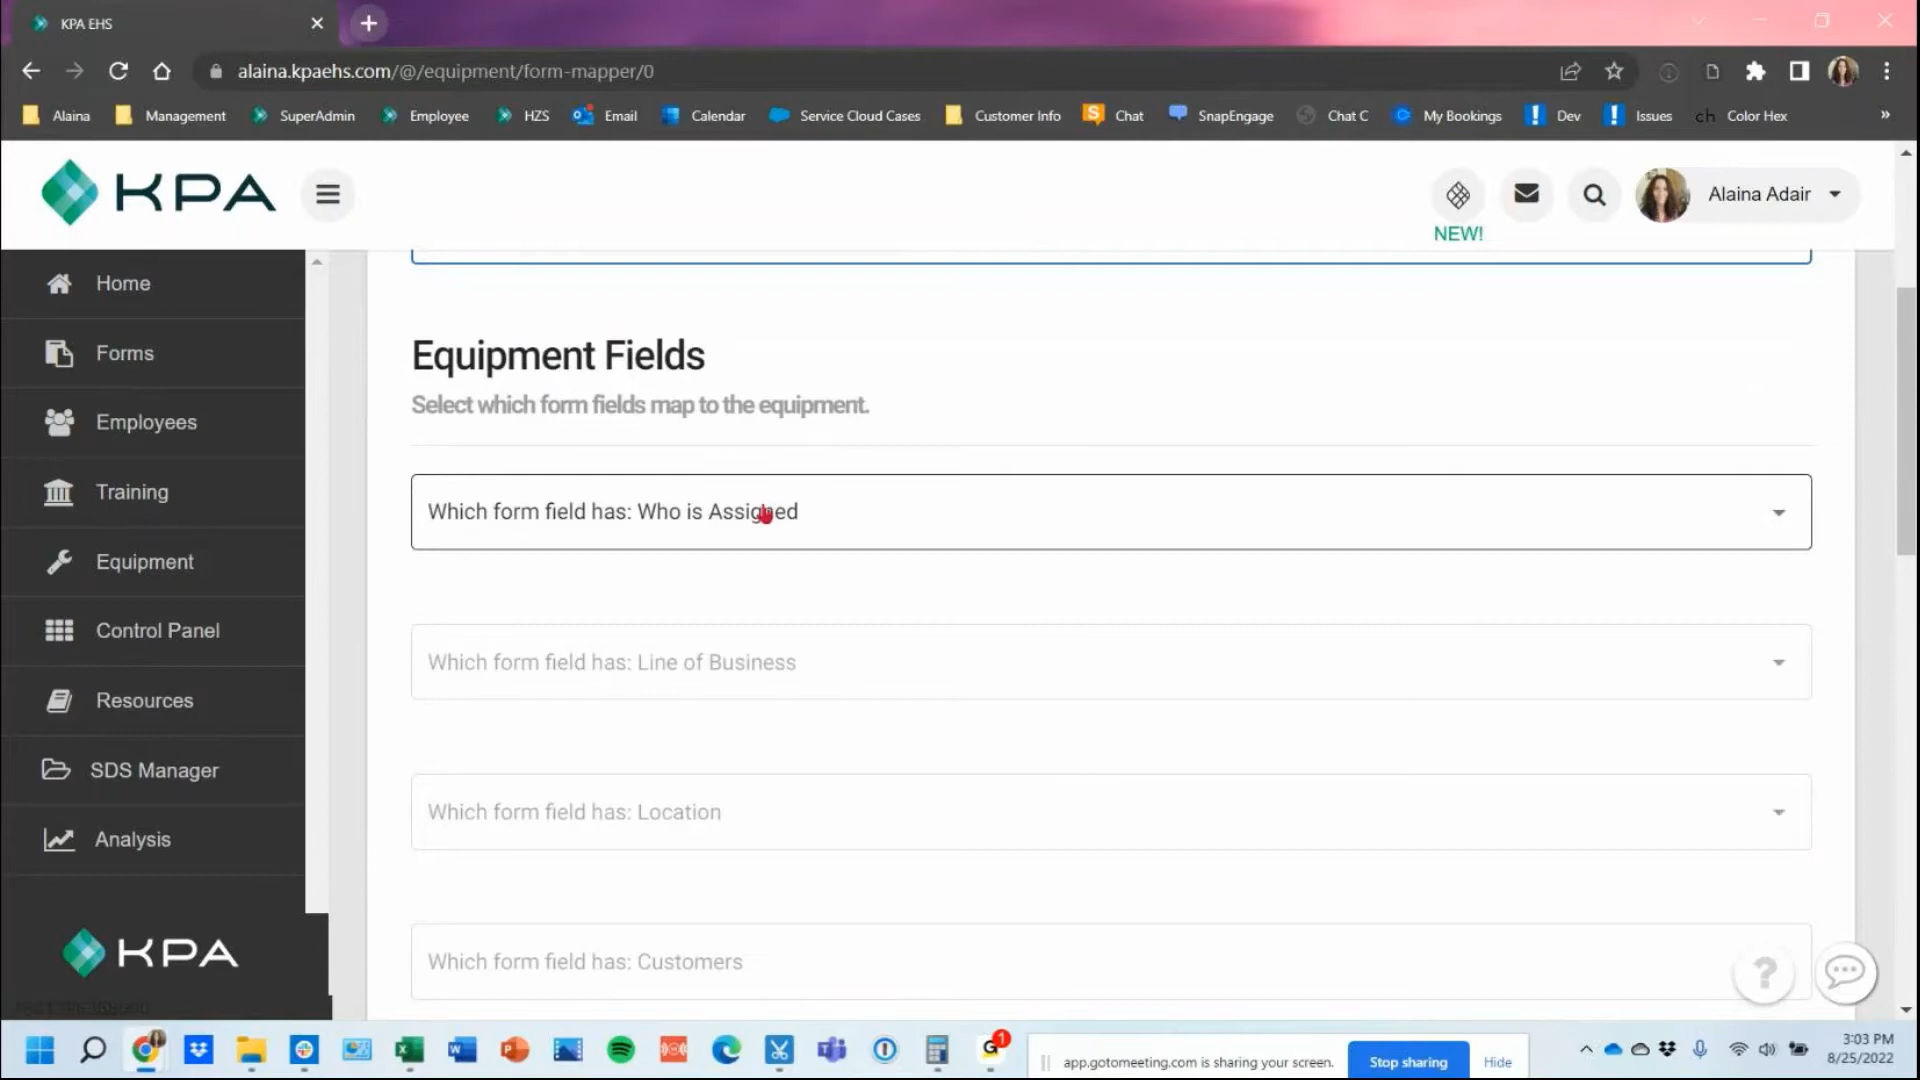 KPA EHS
alaina.kpaehs.com/@/equipment/form-mapper/0
Alaina
Management
SuperAdmin
Employee
HZS
Email
Calendar
Service Cloud Cases
Customer Info
Chat
SnapEngage
Chat C
My Bookings
Dev
Issues
ch Color Hex
»
KPA
NEW!
Alaina Adair
Home
Forms
Employees
Training
Equipment
Control Panel
Resources
SDS Manager
Analysis
KPA
Equipment Fields
Select which form fields map to the equipment.
Which form field has: Who is Assigned
Which form field has: Line of Business
Which form field has: Location
Which form field has: Customers
?
1
app.gotomeeting.com is sharing your screen.
Stop sharing
Hide
3:03 PM
8/25/2022